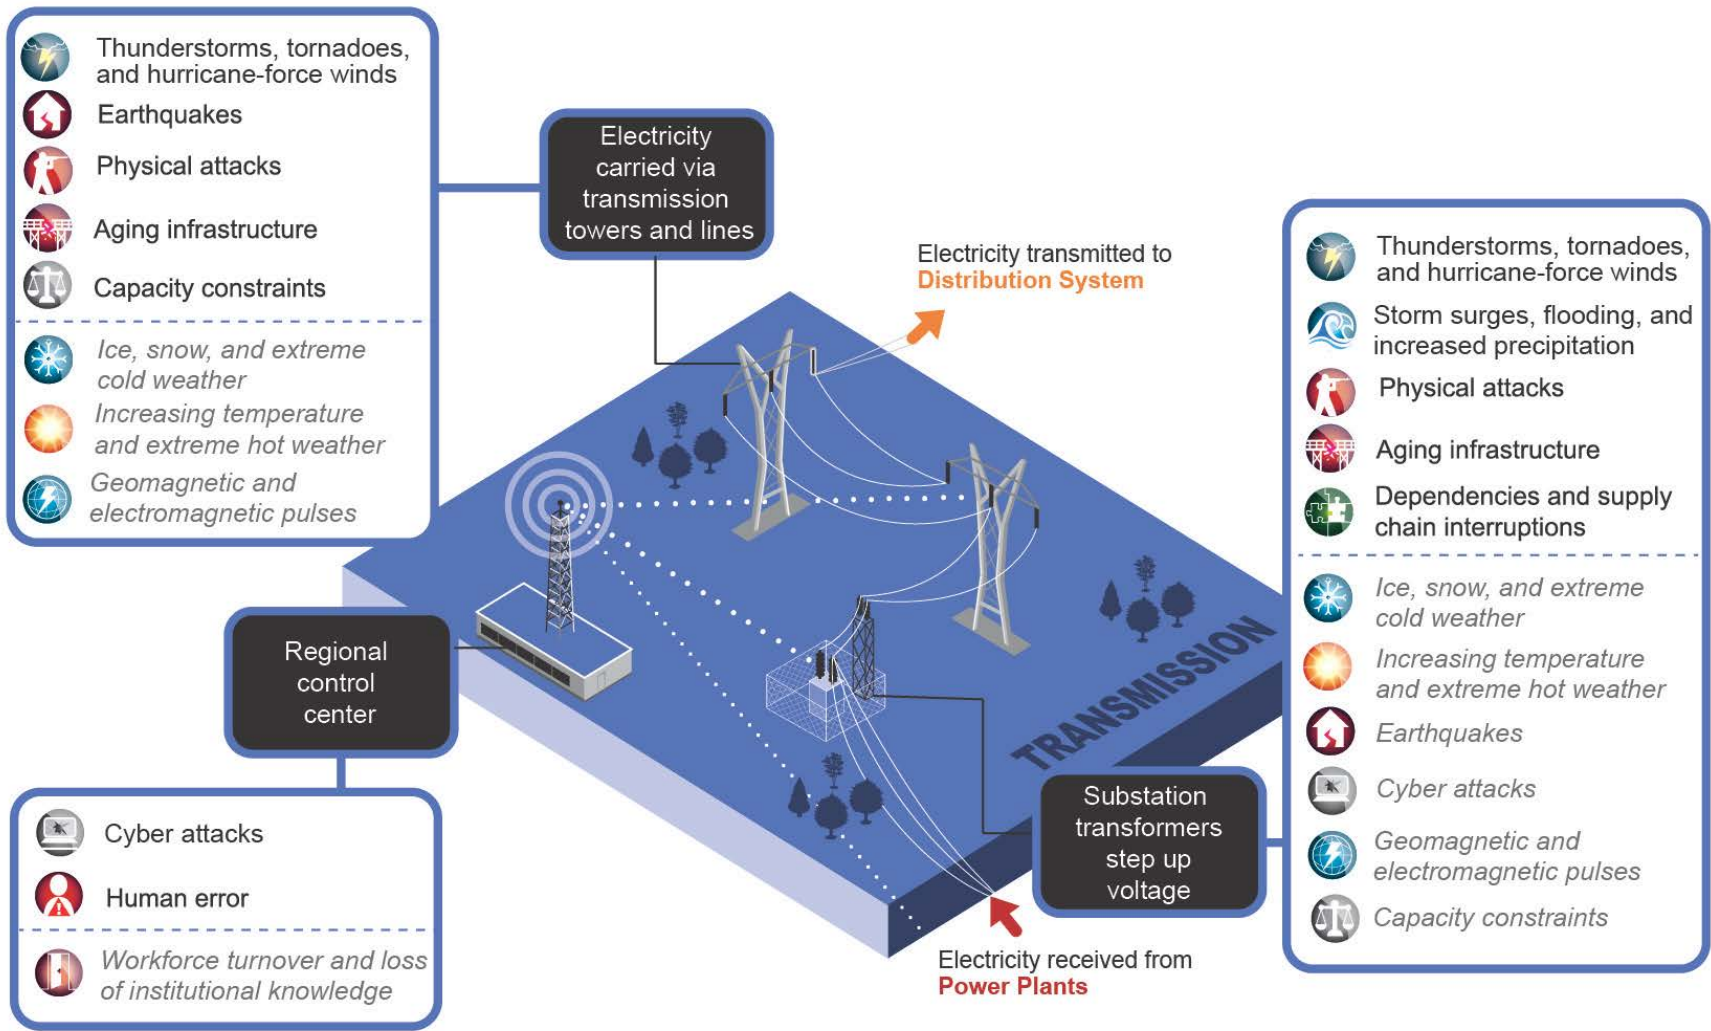 Thunderstorms, tornadoes,
and hurricane-force winds
Earthquakes
Physical attacks
Aging infrastructure
Capacity constraints
Ice, snow, and extreme
cold weather
Increasing temperature
and extreme hot weather
Geomagnetic and
electromagnetic pulses
Electricity
carried via
transmission
towers and lines
Electricity transmitted to
Distribution System
Regional
control
center
Cyber attacks
Human error
Workforce turnover and loss
of institutional knowledge
TRANSMISSION
Electricity received from
Power Plants
Substation
transformers
step up
voltage
Thunderstorms, tornadoes,
and hurricane-force winds
Storm surges, flooding, and
increased precipitation
Physical attacks
Aging infrastructure
Dependencies and supply
chain interruptions
Ice, snow, and extreme
cold weather
Increasing temperature
and extreme hot weather
Earthquakes
Cyber attacks
Geomagnetic and
electromagnetic pulses
Capacity constraints